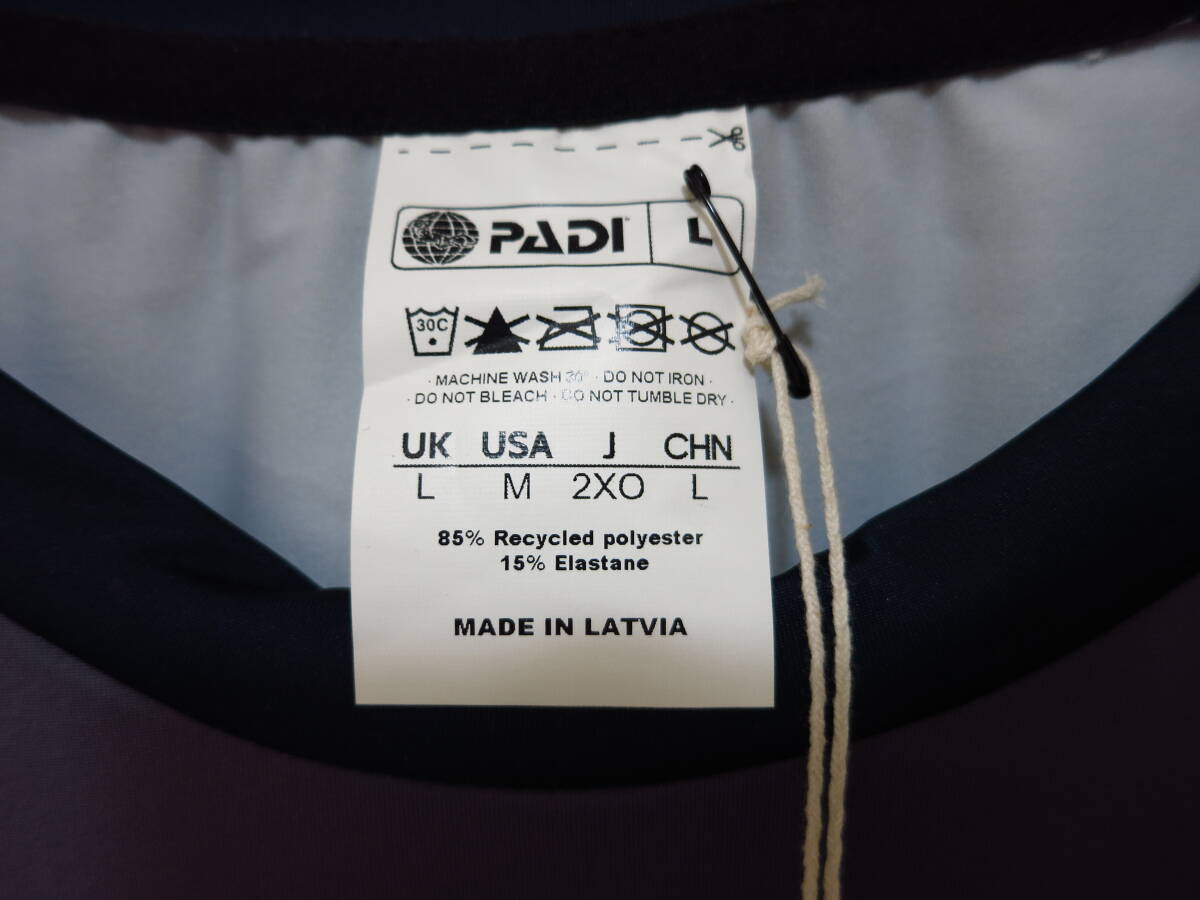 PADI™ L
30C
· MACHINE WASH 30° · DO NOT IRON ·
· DO NOT BLEACH · DO NOT TUMBLE DRY ·
UK USA J CHN
L M 2XO L
85% Recycled polyester
15% Elastane
MADE IN LATVIA